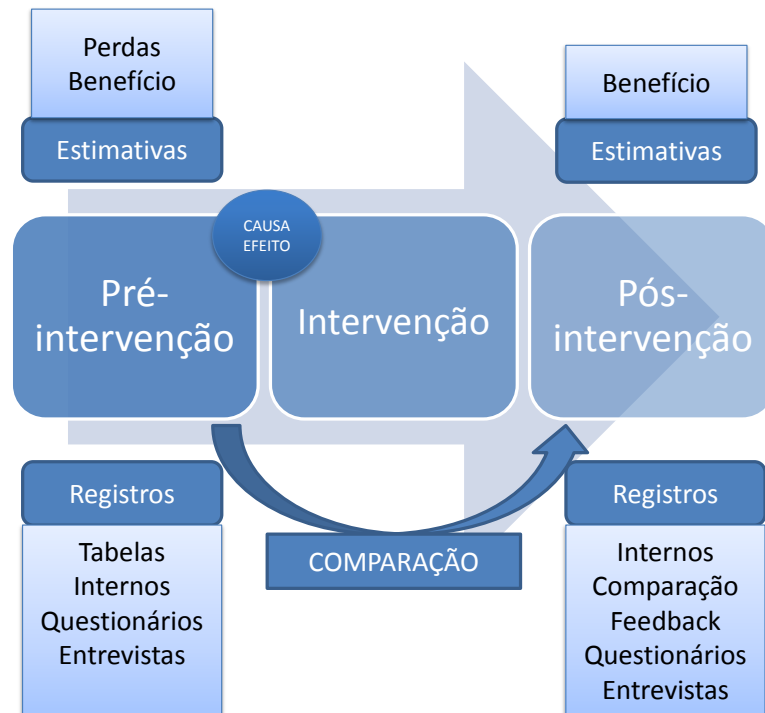 Perdas
Benefício
Estimativas
Benefício
Estimativas
CAUSA
EFEITO
Pré-
intervenção
Intervenção
Pós-
intervenção
COMPARAÇÃO
Registros
Tabelas
Internos
Questionários
Entrevistas
Registros
Internos
Comparação
Feedback
Questionários
Entrevistas